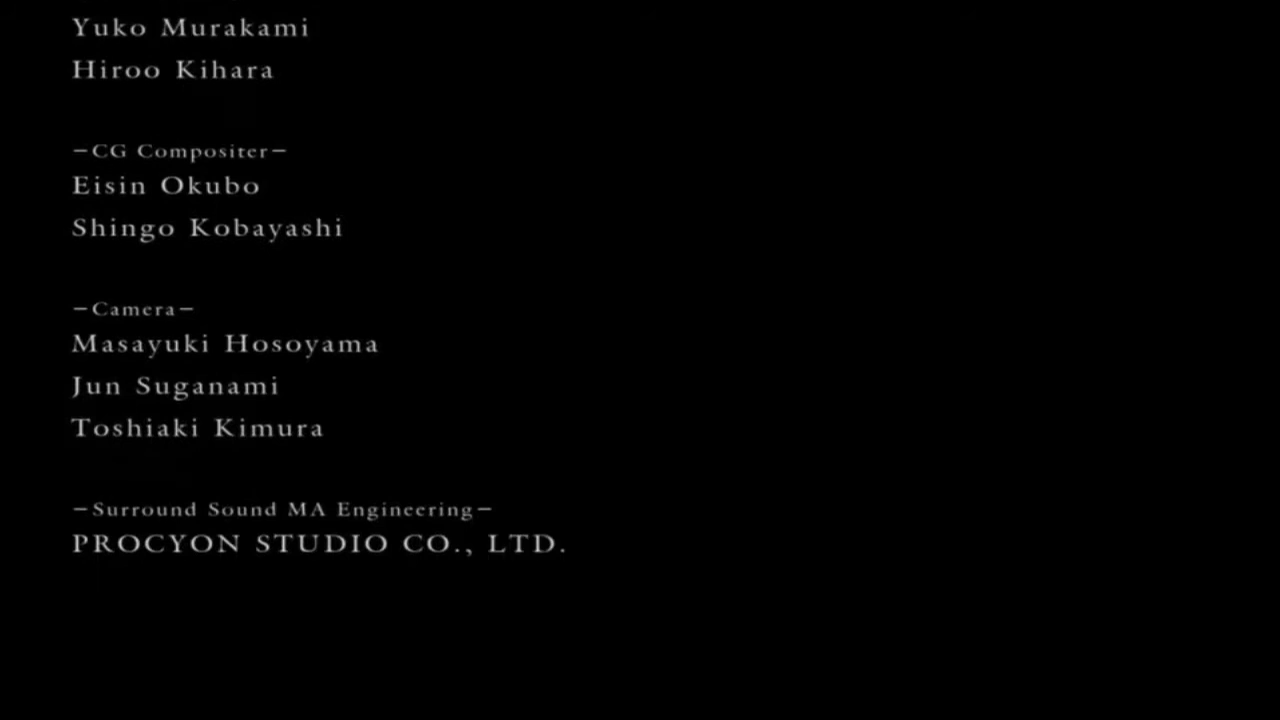 Yuko Murakami
Hiroo Kihara
−CG Compositer−
Eisin Okubo
Shingo Kobayashi
−Camera−
Masayuki Hosoyama
Jun Suganami
Toshiaki Kimura
−Surround Sound MA Engineering−
PROCYON STUDIO CO., LTD.